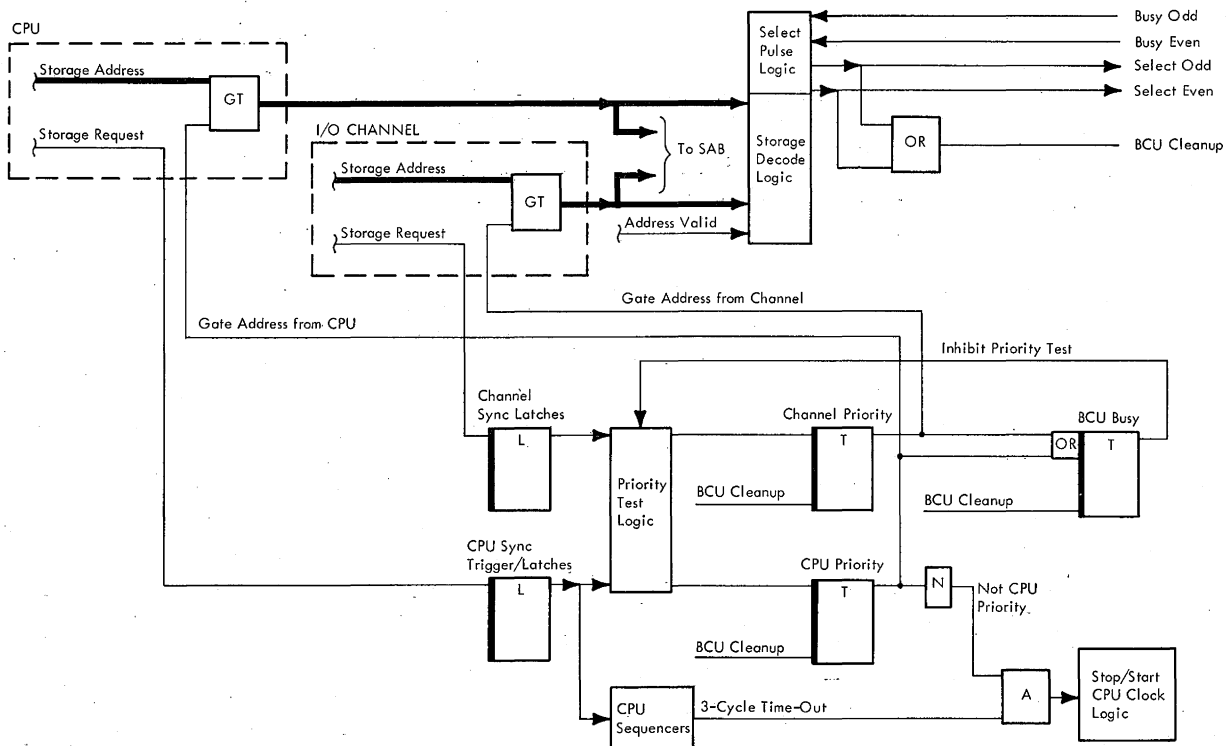 CPU
Storage Address
GT
Storage Request
I/O CHANNEL
Storage Address
GT
Storage Request
To SAB
Address Valid
Select
Pulse
Logic
Storage
Decode
Logic
Busy Odd
Busy Even
Select Odd
Select Even
OR
BCU Cleanup
Gate Address from Channel
Gate Address from CPU
Inhibit Priority Test
Channel
Sync Latches
L
Priority
Test
Logic
Channel Priority
T
BCU Cleanup
BCU Busy
OR
T
BCU Cleanup
CPU Sync
Trigger/Latches
L
CPU Priority
T
BCU Cleanup
N
Not CPU
Priority
CPU
Sequencers
3-Cycle Time-Out
A
Stop/Start
CPU Clock
Logic